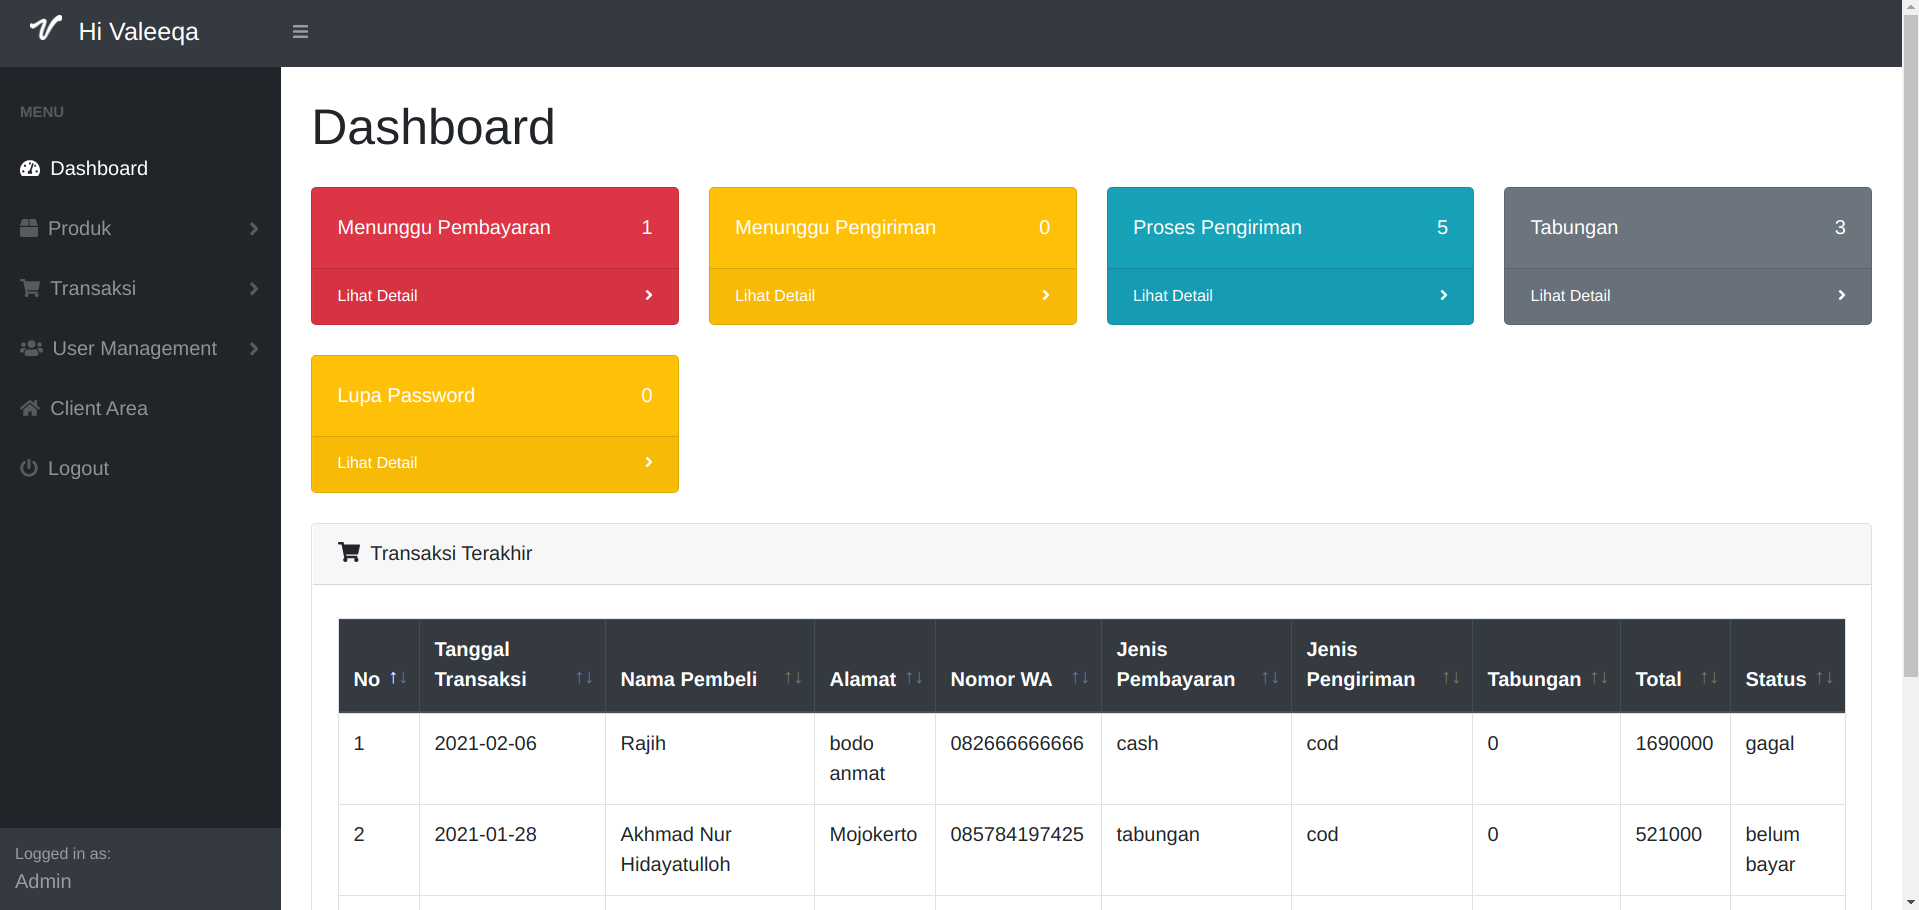 Hi Valeeqa
MENU
Dashboard
Produk
Transaksi
User Management
Client Area
Logout
Logged in as:
Admin
Dashboard
Menunggu Pembayaran 1
Lihat Detail
Menunggu Pengiriman 0
Lihat Detail
Proses Pengiriman 5
Lihat Detail
Tabungan 3
Lihat Detail
Lupa Password 0
Lihat Detail
Transaksi Terakhir
No
Tanggal
Transaksi
Nama Pembeli
Alamat
Nomor WA
Jenis
Pembayaran
Jenis
Pengiriman
Tabungan
Total
Status
1
2021-02-06
Rajih
bodo
anmat
082666666666
cash
cod
0
1690000
gagal
2
2021-01-28
Akhmad Nur
Hidayatulloh
Mojokerto
085784197425
tabungan
cod
0
521000
belum
bayar